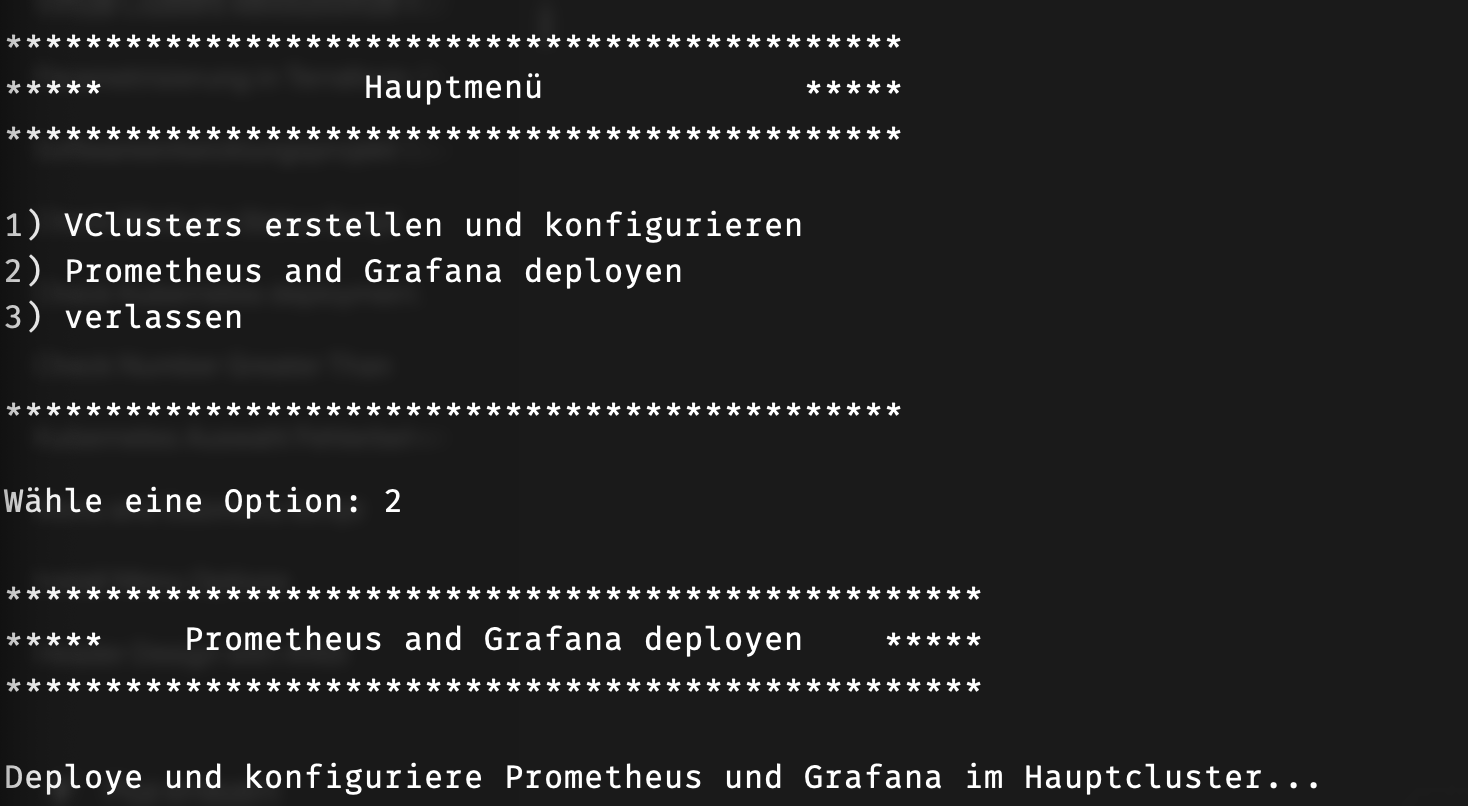 *********************************************
*****             Hauptmenü             *****
*********************************************
1) VClusters erstellen und konfigurieren
2) Prometheus and Grafana deployen
3) verlassen
*********************************************
Wähle eine Option: 2
*************************************************
*****    Prometheus and Grafana deployen    *****
*************************************************
Deploye und konfiguriere Prometheus und Grafana im Hauptcluster...